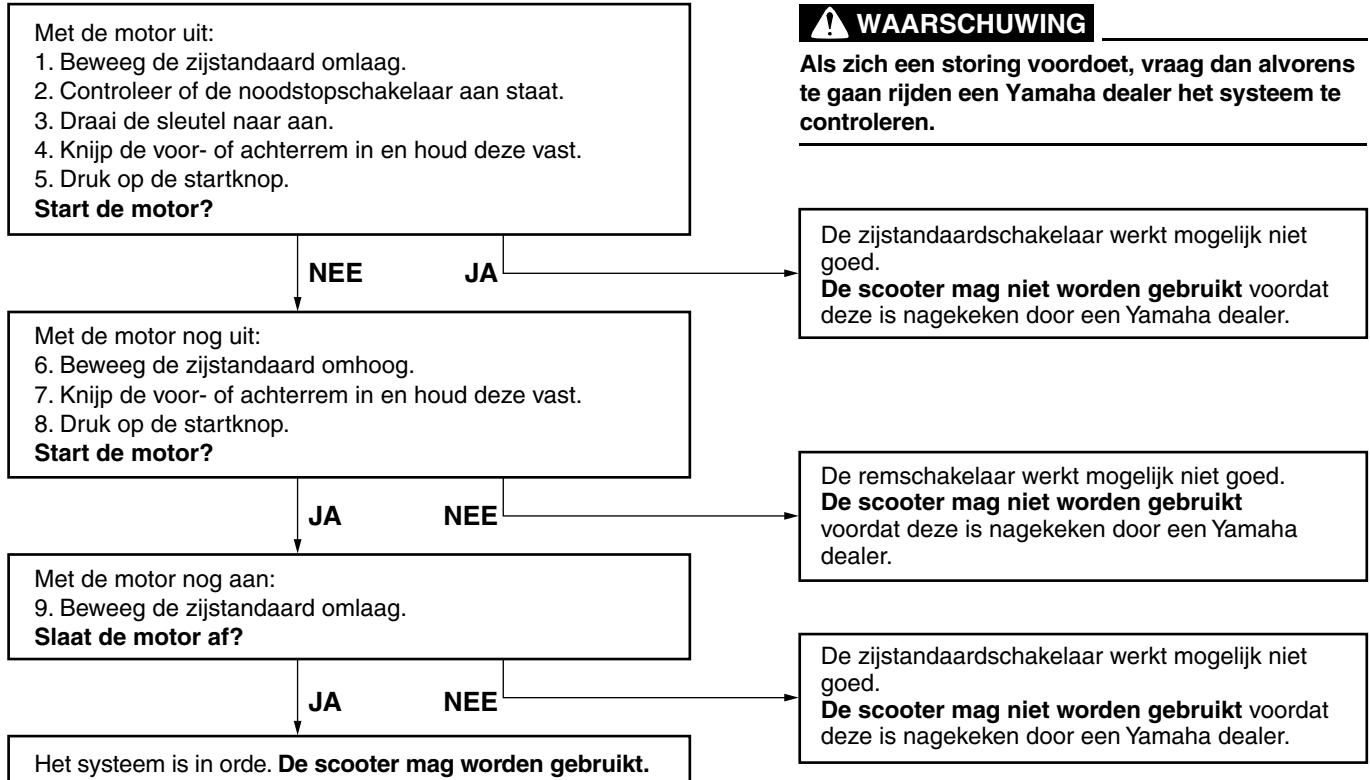 Met de motor uit:
1. Beweeg de zijstandaard omlaag.
2. Controleer of de noodstopschakelaar aan staat.
3. Draai de sleutel naar aan.
4. Knijp de voor- of achterrem in en houd deze vast.
5. Druk op de startknop.
Start de motor?
WAARSCHUWING
Als zich een storing voordoet, vraag dan alvorens
te gaan rijden een Yamaha dealer het systeem te
controleren.
NEE
JA
De zijstandaardschakelaar werkt mogelijk niet
goed.
De scooter mag niet worden gebruikt voordat
deze is nagekeken door een Yamaha dealer.
Met de motor nog uit:
6. Beweeg de zijstandaard omhoog.
7. Knijp de voor- of achterrem in en houd deze vast.
8. Druk op de startknop.
Start de motor?
JA
NEE
De remschakelaar werkt mogelijk niet goed.
De scooter mag niet worden gebruikt
voordat deze is nagekeken door een Yamaha
dealer.
Met de motor nog aan:
9. Beweeg de zijstandaard omlaag.
Slaat de motor af?
JA
NEE
De zijstandaardschakelaar werkt mogelijk niet
goed.
De scooter mag niet worden gebruikt voordat
deze is nagekeken door een Yamaha dealer.
Het systeem is in orde. De scooter mag worden gebruikt.